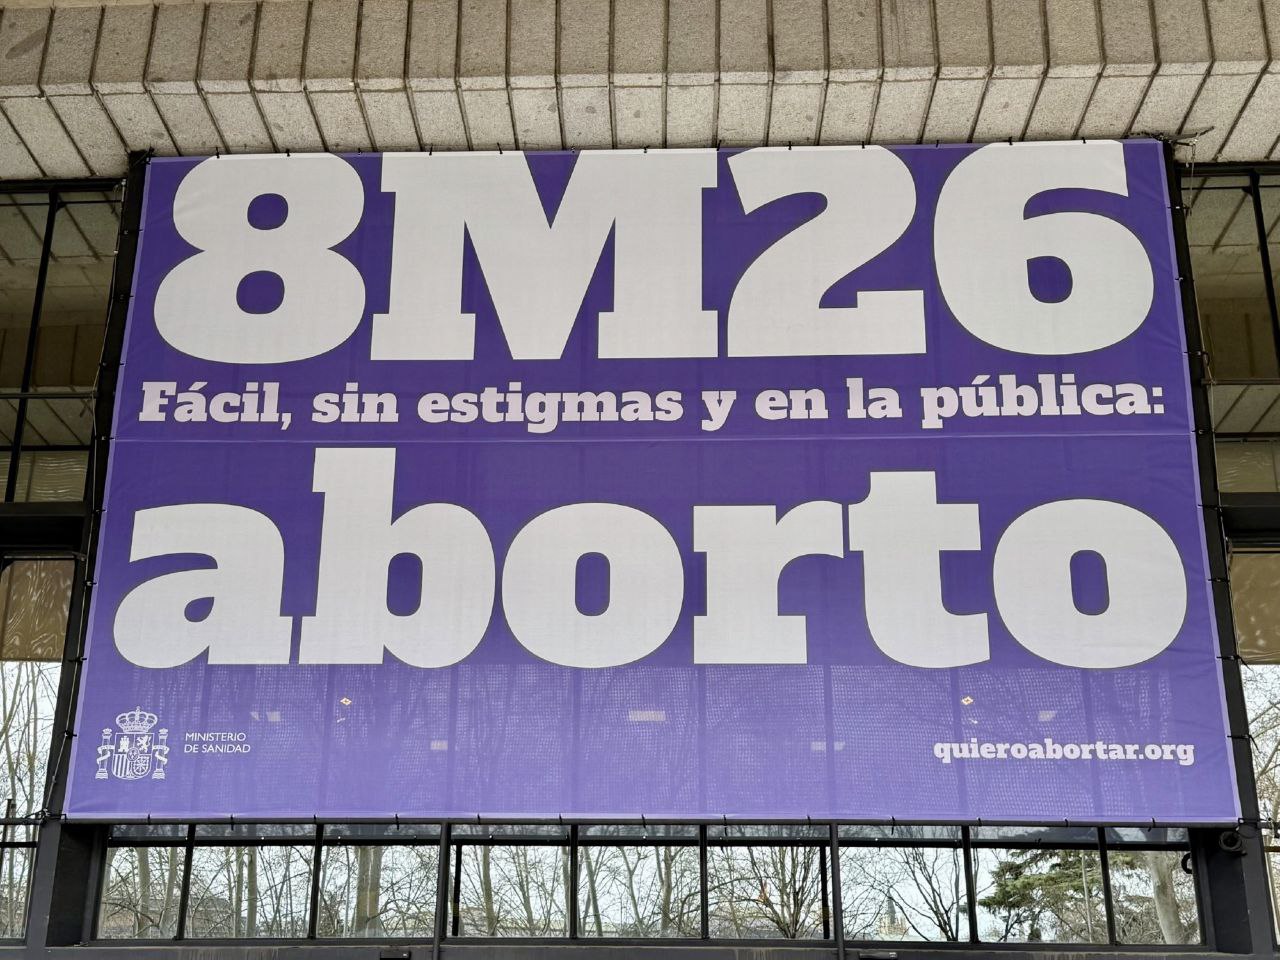 8M26
Fácil, sin estigmas y en la pública:
aborto
MINISTERIO
DE SANIDAD
quieroabortar.org